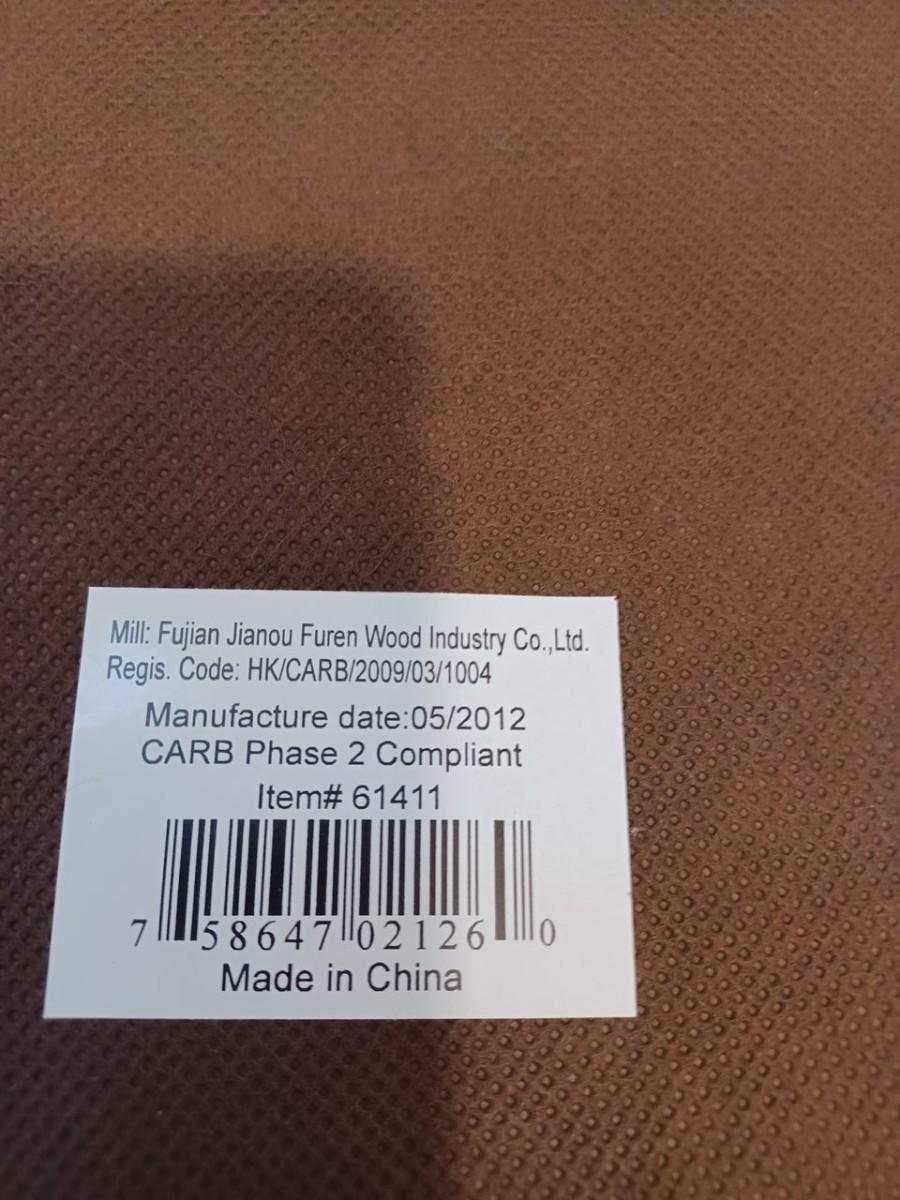 Mill: Fujian Jianou Furen Wood Industry Co.,Ltd.
Regis. Code: HK/CARB/2009/03/1004
Manufacture date:05/2012
CARB Phase 2 Compliant
Item# 61411
7 58647 02126 0
Made in China